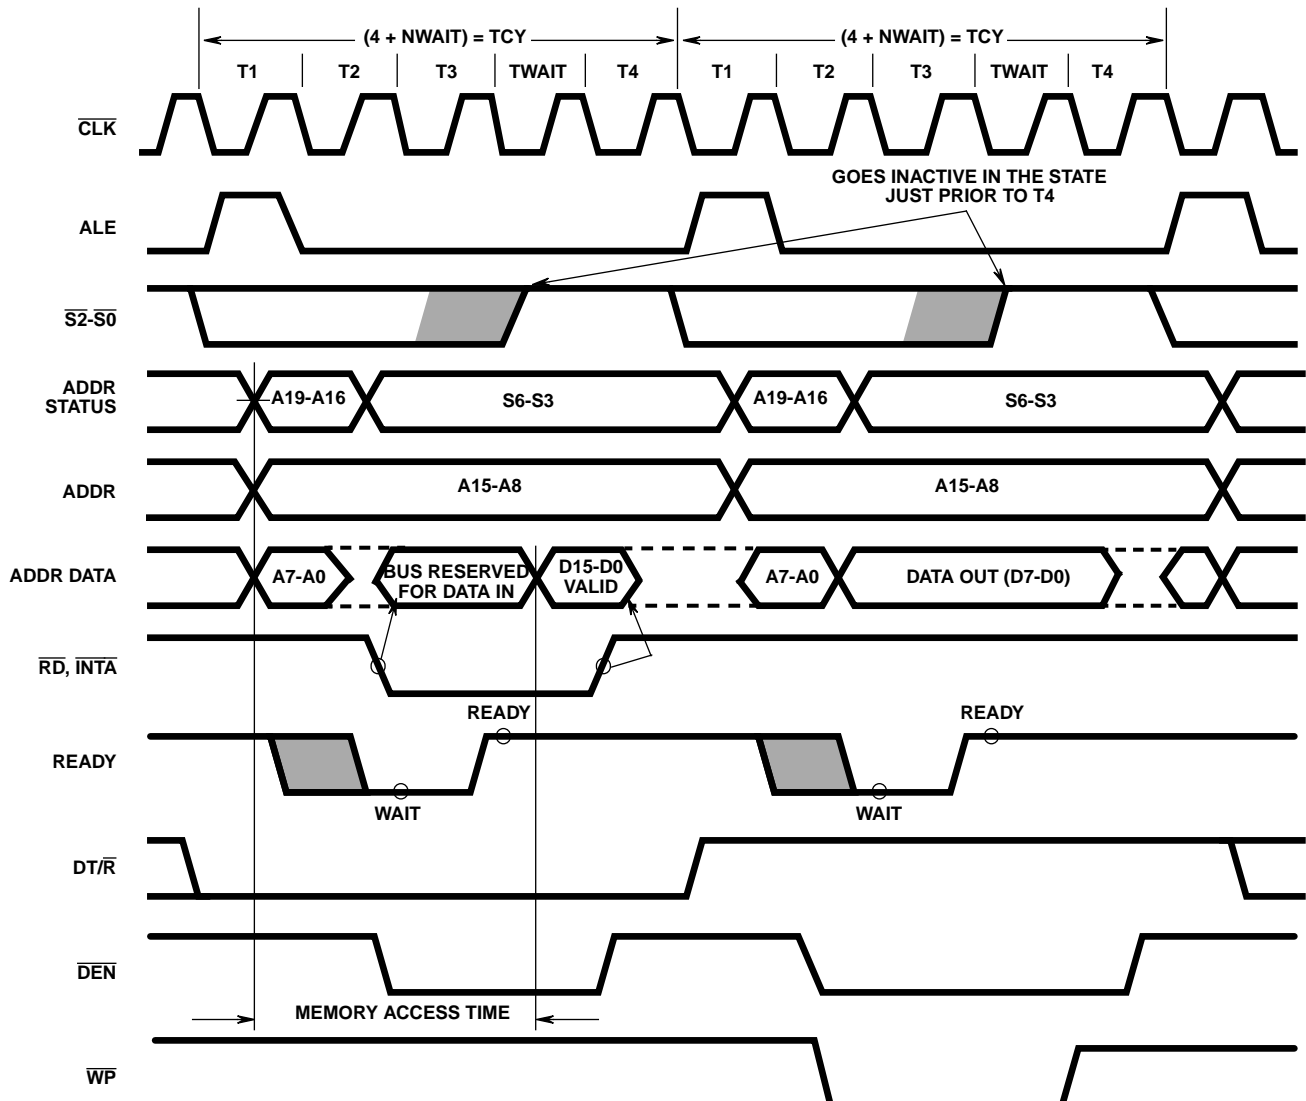 (4 + NWAIT) = TCY (4 + NWAIT) = TCY
T1 T2 T3 TWAIT T4 T1 T2 T3 TWAIT T4
CLK
GOES INACTIVE IN THE STATE
JUST PRIOR TO T4
ALE
S2-S0
ADDR
STATUS
A19-A16 S6-S3 A19-A16 S6-S3
ADDR A15-A8 A15-A8
ADDR DATA A7-A0
BUS RESERVED
FOR DATA IN
D15-D0
VALID
A7-A0 DATA OUT (D7-D0)
RD, INTA
READY READY
READY
WAIT WAIT
DT/R
DEN
MEMORY ACCESS TIME
WP